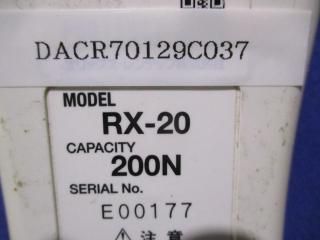 DACR70129C037
MODEL
RX-20
CAPACITY
200N
SERIAL No.
E00177
⚠ 注意